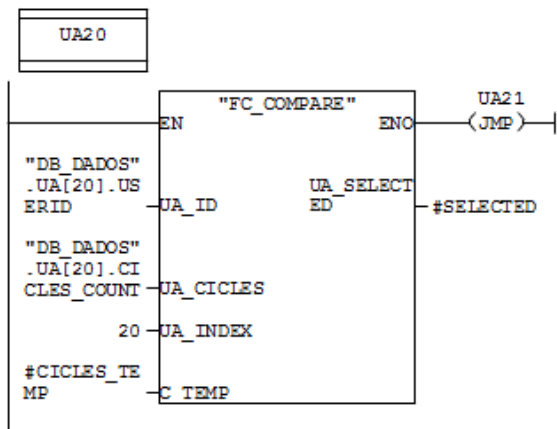 UA20
"FC_COMPARE"
UA21
EN
ENO
(JMP)
"DB_DADOS"
.UA[20].US
ERID
UA_ID
UA_SELECT
ED
#SELECTED
"DB_DADOS"
.UA[20].CI
CLES_COUNT
UA_CICLES
20
UA_INDEX
#CICLES_TE
MP
C_TEMP